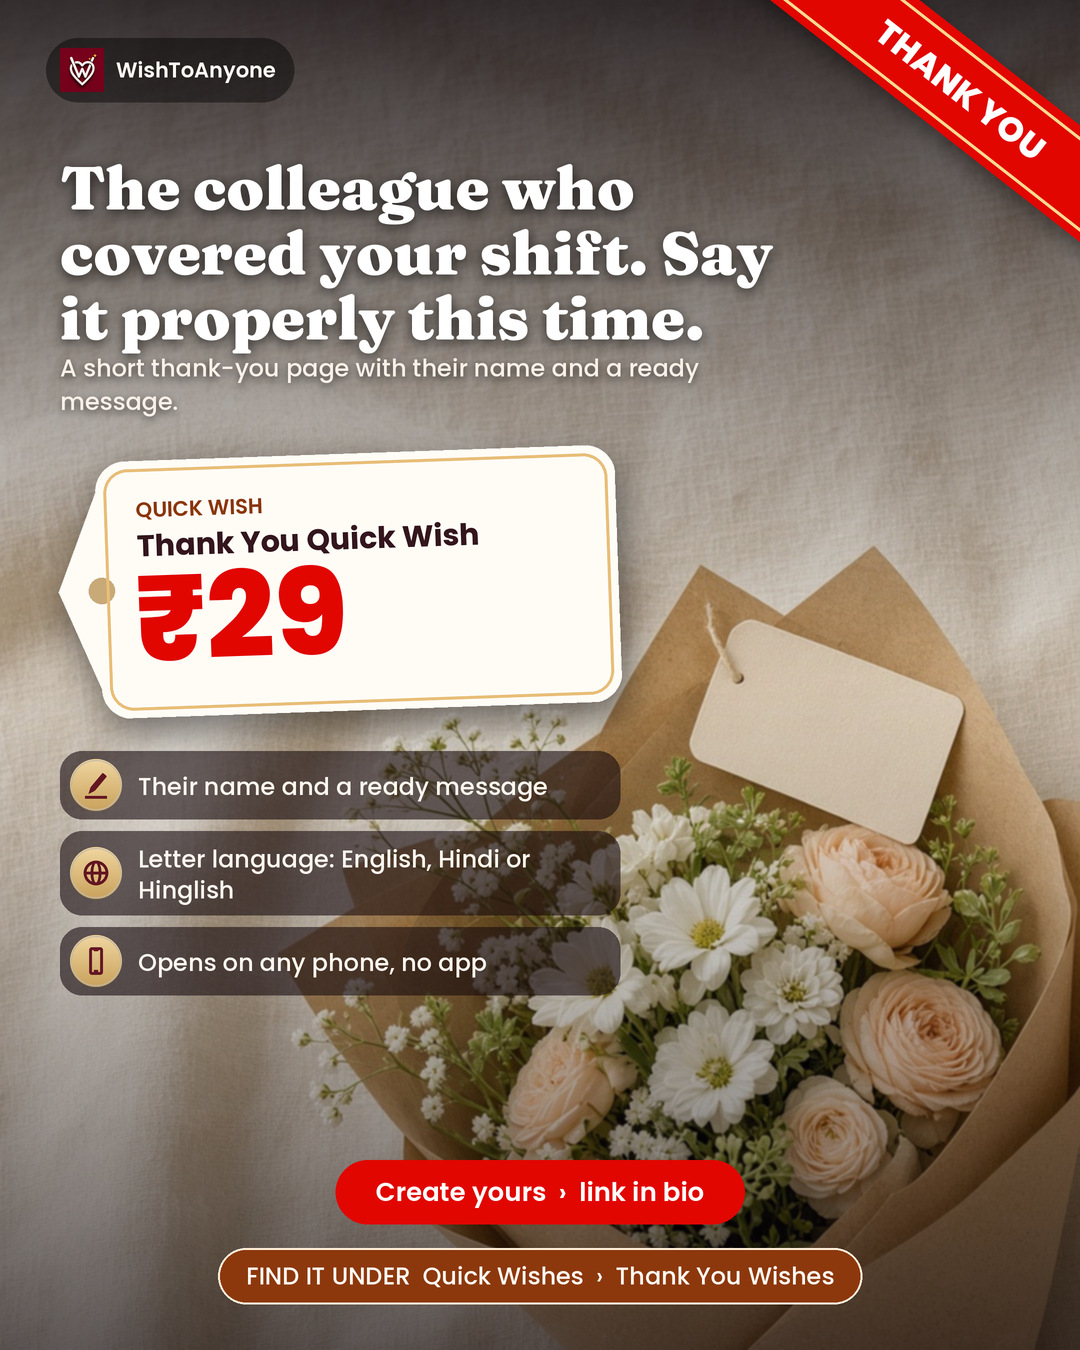 WishToAnyone
THANK YOU
The colleague who
covered your shift. Say
it properly this time.
A short thank-you page with their name and a ready
message.
QUICK WISH
Thank You Quick Wish
₹29
Their name and a ready message
Letter language: English, Hindi or
Hinglish
Opens on any phone, no app
Create yours › link in bio
FIND IT UNDER Quick Wishes › Thank You Wishes